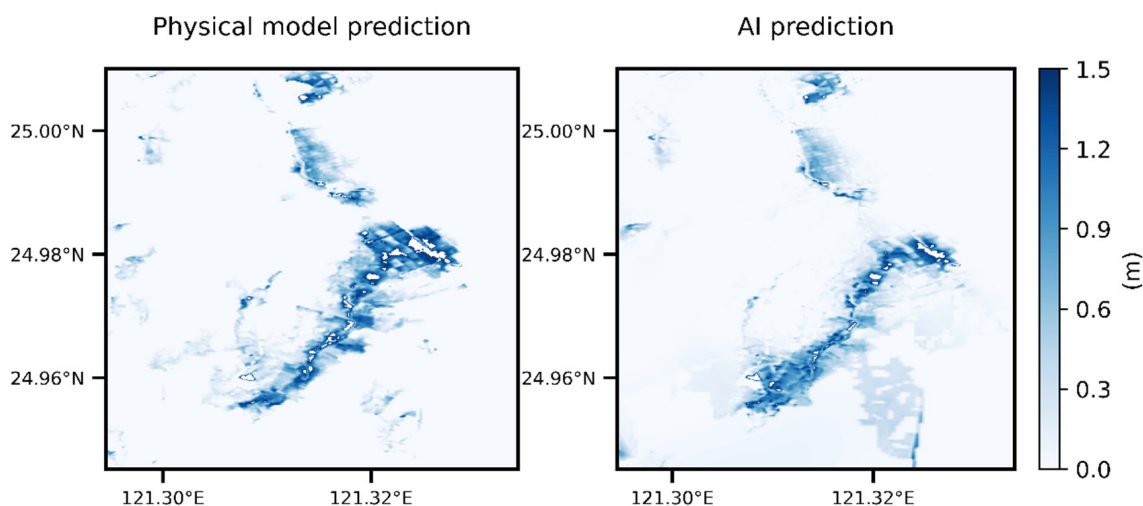 Physical model prediction
AI prediction
25.00°N
24.98°N
24.96°N
121.30°E
121.32°E
25.00°N
24.98°N
24.96°N
121.30°E
121.32°E
1.5
1.2
0.9
0.6
0.3
0.0
(m)